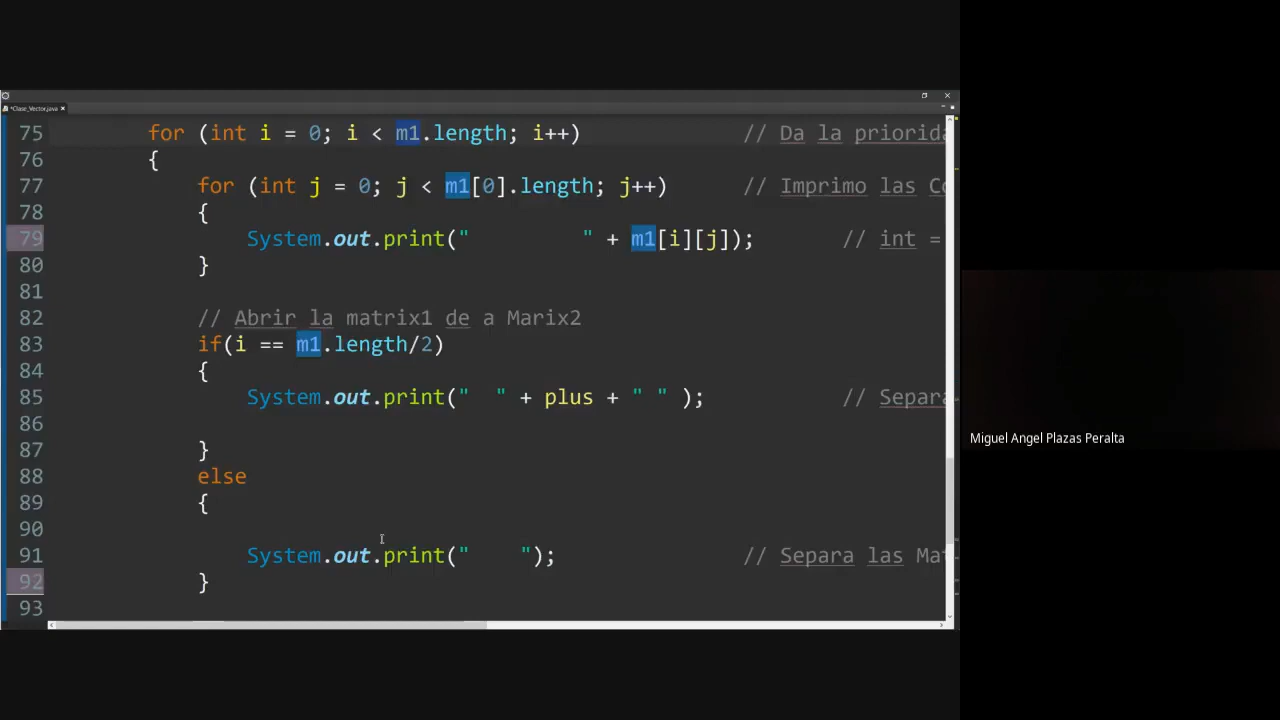 *Clase_Vector.java
75 for (int i = 0; i < m1.length; i++) // Da la priorida
76 {
77 for (int j = 0; j < m1[0].length; j++) // Imprimo las Co
78 {
79 System.out.print("          " + m1[i][j]); // int =
80 }
81
82 // Abrir la matrix1 de a Marix2
83 if(i == m1.length/2)
84 {
85 System.out.print("  " + plus + " " ); // Separa
86
87 }
88 else
89 {
90
91 System.out.print("    "); // Separa las Mat
92 }
93
Miguel Angel Plazas Peralta